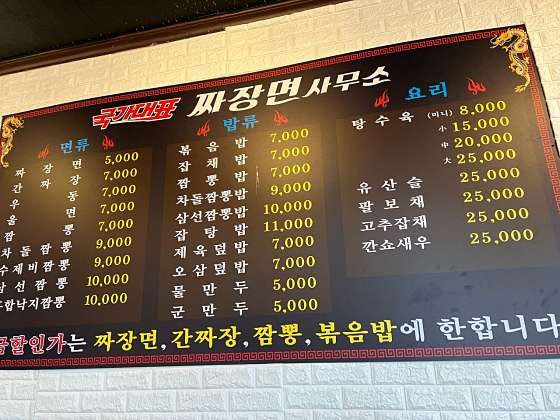 국가대표 짜장면사무소
면류
짜장면 5,000
간짜장 7,000
우동 7,000
울면 7,000
짬뽕 7,000
차돌짬뽕 9,000
수제비짬뽕 9,000
삼선짬뽕 10,000
합낙지짬뽕 10,000
밥류
볶음밥 7,000
잡채밥 7,000
짬뽕밥 7,000
차돌짬뽕밥 9,000
삼선짬뽕밥 10,000
잡탕밥 11,000
제육덮밥 7,000
오삼덮밥 7,000
물만두 5,000
군만두 5,000
요리
탕수육 (미니) 8,000
小 15,000
中 20,000
大 25,000
유산슬 25,000
팔보채 25,000
고추잡채 25,000
깐쇼새우 25,000
금할인가는 짜장면,간짜장,짬뽕,볶음밥에 한합니다